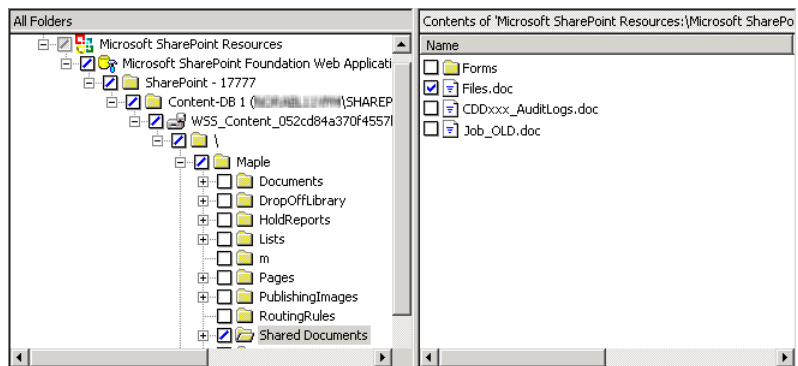 All Folders
Microsoft SharePoint Resources
Microsoft SharePoint Foundation Web Applicati
SharePoint - 17777
Content-DB 1 ( \SHAREP
WSS_Content_052cd84a370f4557
\
Maple
Documents
DropOffLibrary
HoldReports
Lists
m
Pages
PublishingImages
RoutingRules
Shared Documents
Contents of 'Microsoft SharePoint Resources:\Microsoft SharePo
Name
Forms
Files.doc
CDDxxx_AuditLogs.doc
Job_OLD.doc